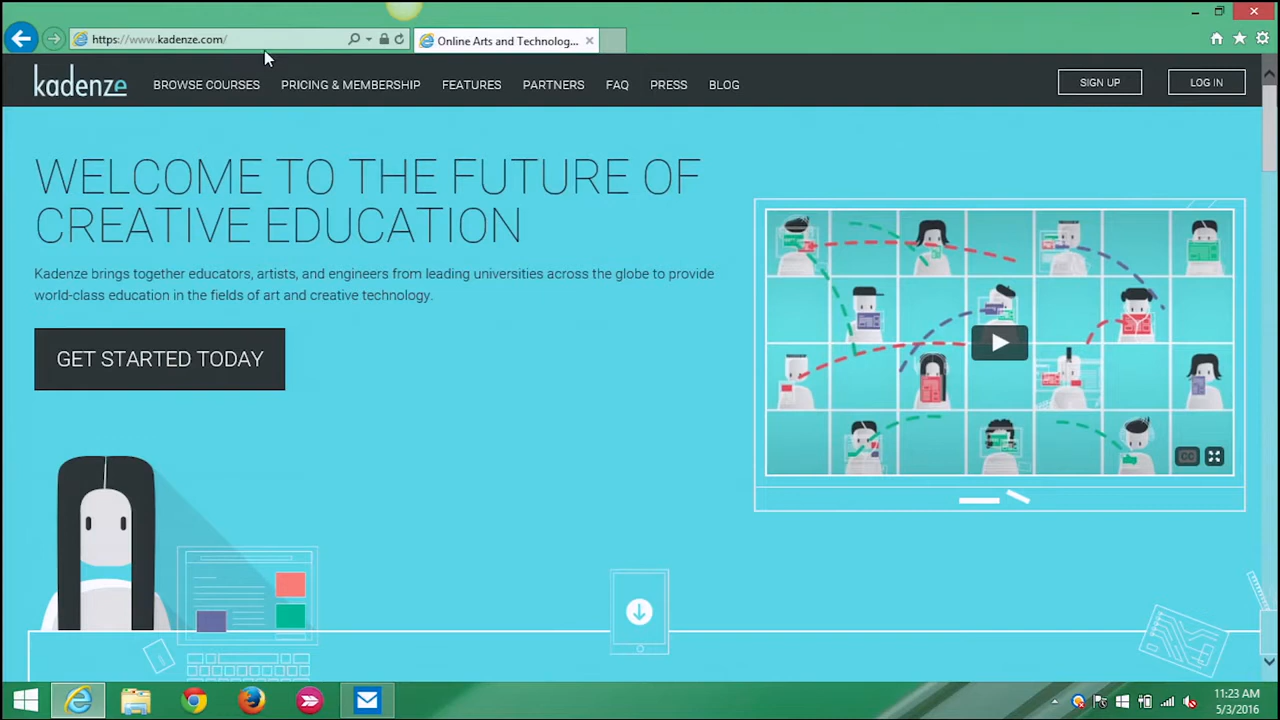 https://www.kadenze.com/
Online Arts and Technolog...
kadenze
BROWSE COURSES
PRICING & MEMBERSHIP
FEATURES
PARTNERS
FAQ
PRESS
BLOG
SIGN UP
LOG IN
WELCOME TO THE FUTURE OF
CREATIVE EDUCATION
Kadenze brings together educators, artists, and engineers from leading universities across the globe to provide
world-class education in the fields of art and creative technology.
GET STARTED TODAY
CC
11:23 AM
5/3/2016